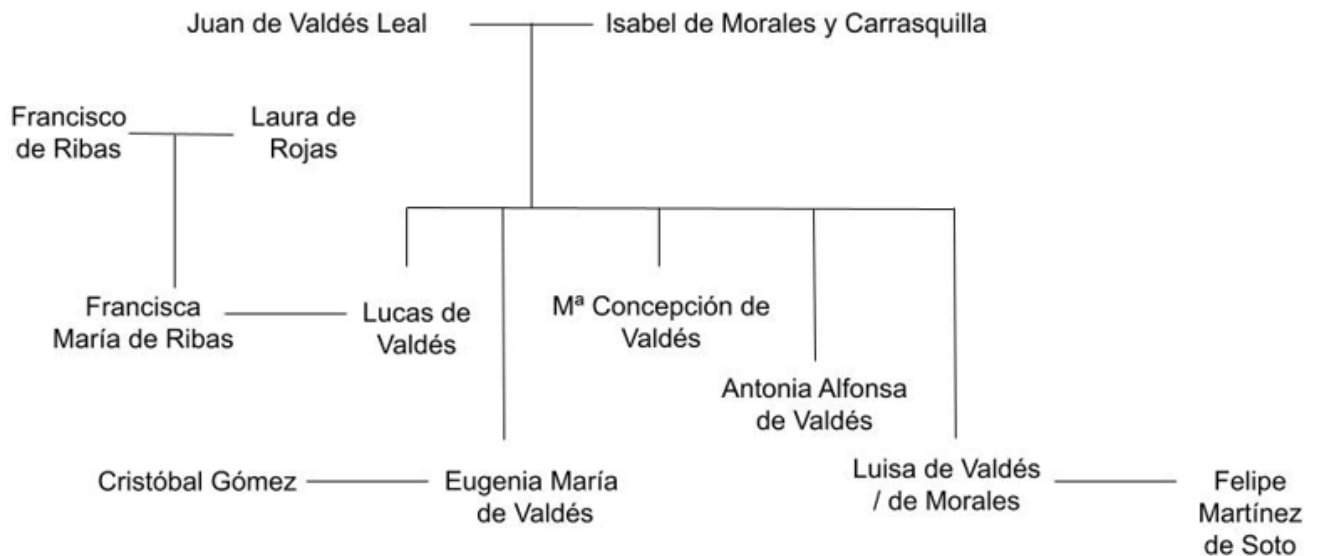 Juan de Valdés Leal
Isabel de Morales y Carrasquilla
Francisco
de Ribas
Laura de
Rojas
Francisca
María de Ribas
Lucas de
Valdés
Mª Concepción de
Valdés
Antonia Alfonsa
de Valdés
Cristóbal Gómez
Eugenia María
de Valdés
Luisa de Valdés
/ de Morales
Felipe
Martínez
de Soto